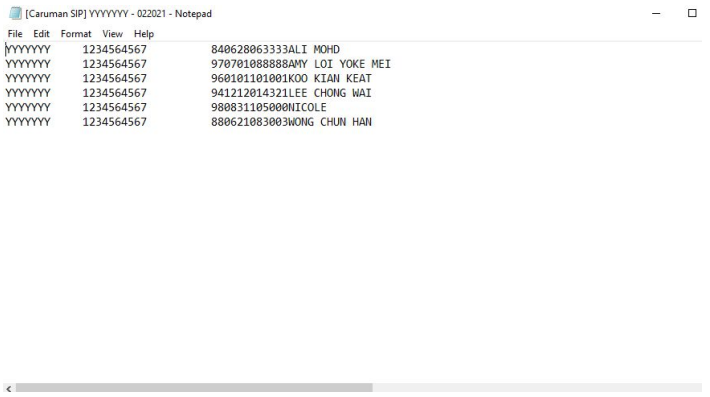 [Caruman SIP] YYYYYYY - 022021 - Notepad
File Edit Format View Help
YYYYYYY 1234564567 840628063333ALI MOHD
YYYYYYY 1234564567 970701088888AMY LOI YOKE MEI
YYYYYYY 1234564567 960101101001KOO KIAN KEAT
YYYYYYY 1234564567 941212014321LEE CHONG WAI
YYYYYYY 1234564567 980831105000NICOLE
YYYYYYY 1234564567 880621083003WONG CHUN HAN